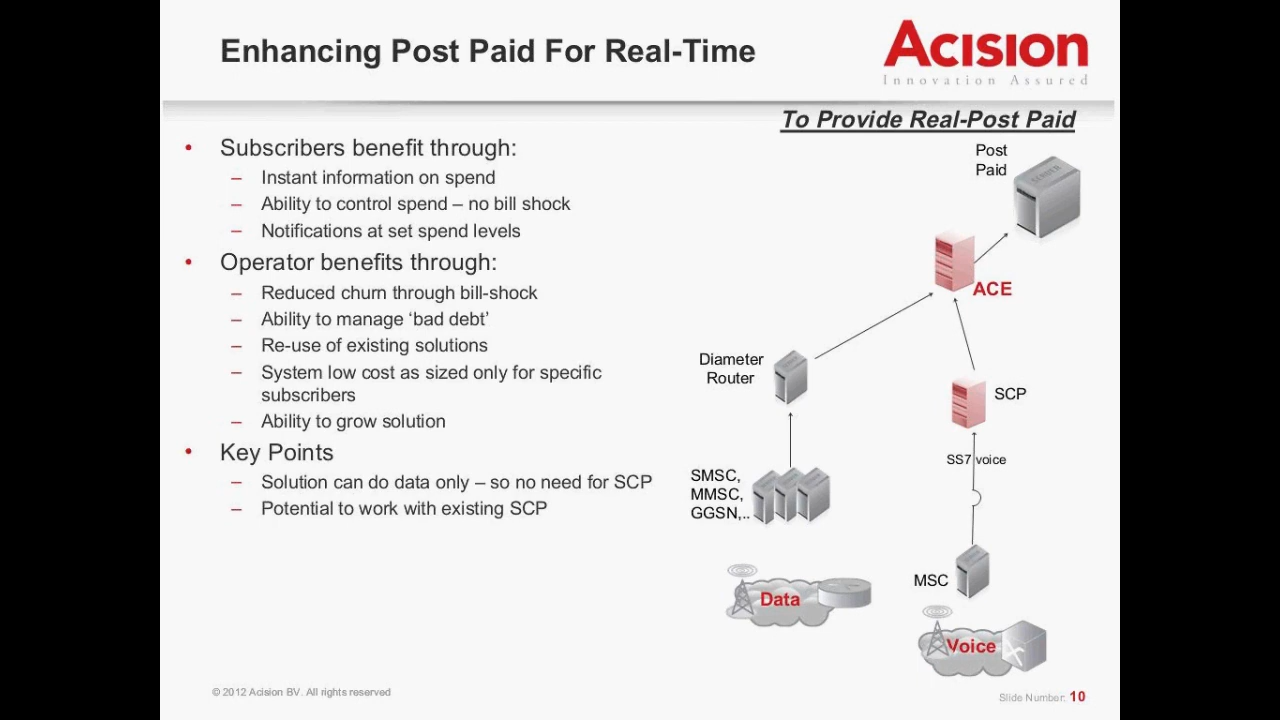 Enhancing Post Paid For Real-Time
Acision
Innovation Assured
To Provide Real-Post Paid
• Subscribers benefit through:
– Instant information on spend
– Ability to control spend – no bill shock
– Notifications at set spend levels
• Operator benefits through:
– Reduced churn through bill-shock
– Ability to manage ‘bad debt’
– Re-use of existing solutions
– System low cost as sized only for specific
subscribers
– Ability to grow solution
• Key Points
– Solution can do data only – so no need for SCP
– Potential to work with existing SCP
Post
Paid
SERVER
ACE
Diameter
Router
SCP
SS7 voice
SMSC,
MMSC,
GGSN,..
MSC
Data
Voice
© 2012 Acision BV. All rights reserved
Slide Number: 10